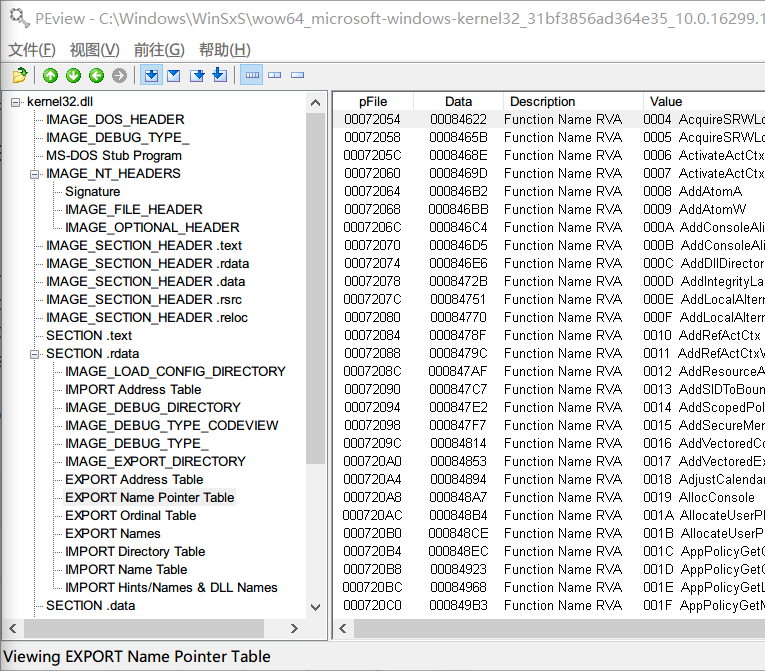 PEview - C:\Windows\WinSxS\wow64_microsoft-windows-kernel32_31bf3856ad364e35_10.0.16299.1
文件(F) 视图(V) 前往(G) 帮助(H)
kernel32.dll
IMAGE_DOS_HEADER
IMAGE_DEBUG_TYPE_
MS-DOS Stub Program
IMAGE_NT_HEADERS
Signature
IMAGE_FILE_HEADER
IMAGE_OPTIONAL_HEADER
IMAGE_SECTION_HEADER .text
IMAGE_SECTION_HEADER .rdata
IMAGE_SECTION_HEADER .data
IMAGE_SECTION_HEADER .rsrc
IMAGE_SECTION_HEADER .reloc
SECTION .text
SECTION .rdata
IMAGE_LOAD_CONFIG_DIRECTORY
IMPORT Address Table
IMAGE_DEBUG_DIRECTORY
IMAGE_DEBUG_TYPE_CODEVIEW
IMAGE_DEBUG_TYPE_
IMAGE_EXPORT_DIRECTORY
EXPORT Address Table
EXPORT Name Pointer Table
EXPORT Ordinal Table
EXPORT Names
IMPORT Directory Table
IMPORT Name Table
IMPORT Hints/Names & DLL Names
SECTION .data
pFile Data Description Value
00072054 00084622 Function Name RVA 0004 AcquireSRWLo
00072058 0008465B Function Name RVA 0005 AcquireSRWLo
0007205C 0008468E Function Name RVA 0006 ActivateActCtx
00072060 0008469D Function Name RVA 0007 ActivateActCtx
00072064 000846B2 Function Name RVA 0008 AddAtomA
00072068 000846BB Function Name RVA 0009 AddAtomW
0007206C 000846C4 Function Name RVA 000A AddConsoleAli
00072070 000846D5 Function Name RVA 000B AddConsoleAli
00072074 000846E6 Function Name RVA 000C AddDllDirector
00072078 0008472B Function Name RVA 000D AddIntegrityLa
0007207C 00084751 Function Name RVA 000E AddLocalAltern
00072080 00084770 Function Name RVA 000F AddLocalAltern
00072084 0008478F Function Name RVA 0010 AddRefActCtx
00072088 0008479C Function Name RVA 0011 AddRefActCtxW
0007208C 000847AF Function Name RVA 0012 AddResourceA
00072090 000847C7 Function Name RVA 0013 AddSIDToBoun
00072094 000847E2 Function Name RVA 0014 AddScopedPol
00072098 000847F7 Function Name RVA 0015 AddSecureMer
0007209C 00084814 Function Name RVA 0016 AddVectoredCo
000720A0 00084853 Function Name RVA 0017 AddVectoredEx
000720A4 00084894 Function Name RVA 0018 AdjustCalendar
000720A8 000848A7 Function Name RVA 0019 AllocConsole
000720AC 000848B4 Function Name RVA 001A AllocateUserPl
000720B0 000848CE Function Name RVA 001B AllocateUserPl
000720B4 000848EC Function Name RVA 001C AppPolicyGetC
000720B8 00084923 Function Name RVA 001D AppPolicyGetC
000720BC 00084968 Function Name RVA 001E AppPolicyGetL
000720C0 000849B3 Function Name RVA 001F AppPolicyGetM
Viewing EXPORT Name Pointer Table